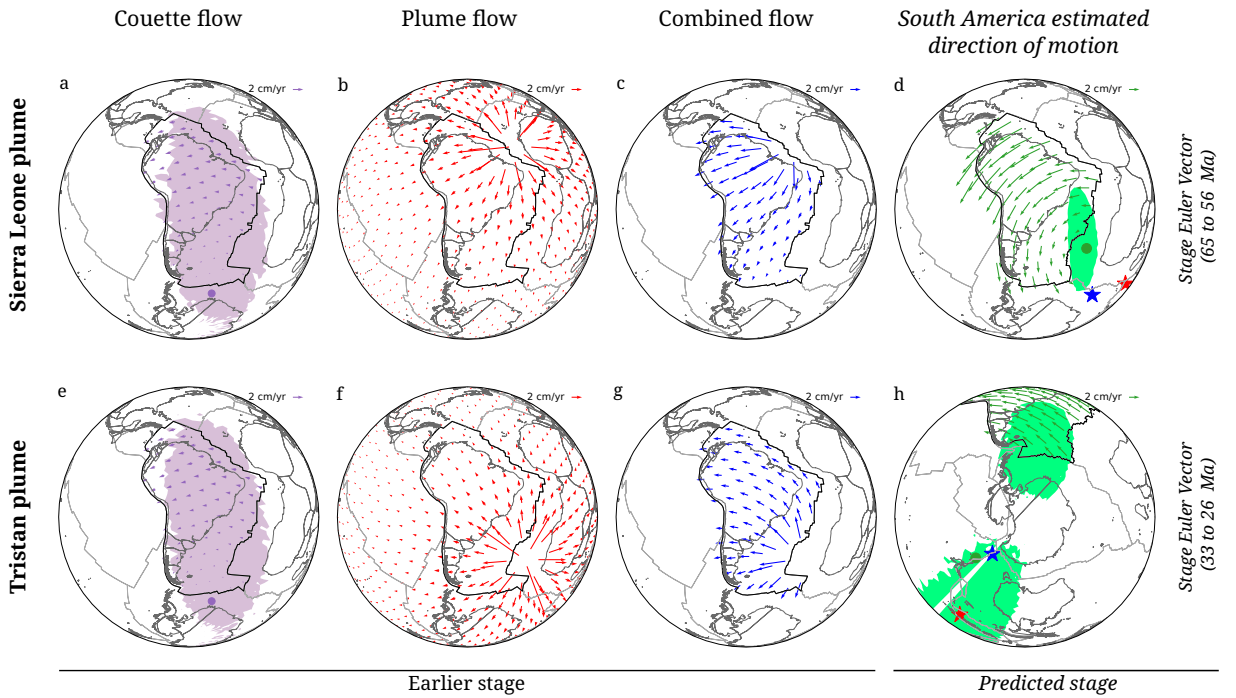 Couette flow
Plume flow
Combined flow
South America estimated
direction of motion
Sierra Leone plume
a
2 cm/yr
b
2 cm/yr
c
2 cm/yr
d
2 cm/yr
Stage Euler Vector
(65 to 56 Ma)
Tristan plume
e
2 cm/yr
f
2 cm/yr
g
2 cm/yr
h
2 cm/yr
Stage Euler Vector
(33 to 26 Ma)
Earlier stage
Predicted stage